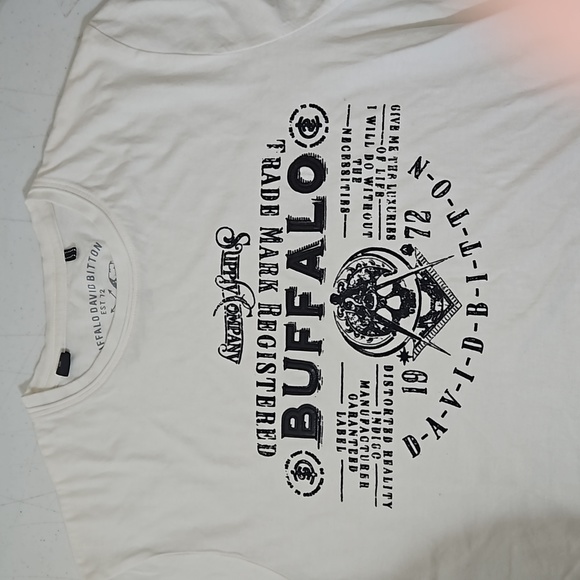 BUFFALO DAVID BITTON
EST 72
Supply Company
TRADE MARK REGISTERED
BUFFALO
GIVE ME THE LUXURIES
OF LIFE
I WILL DO WITHOUT
THE
NECESSITIES
DISTORTED REALITY
INDIGO
MANUFACTURER
GARANTEED
LABEL
19 72
D-A-V-I-D-B-I-T-T-O-N